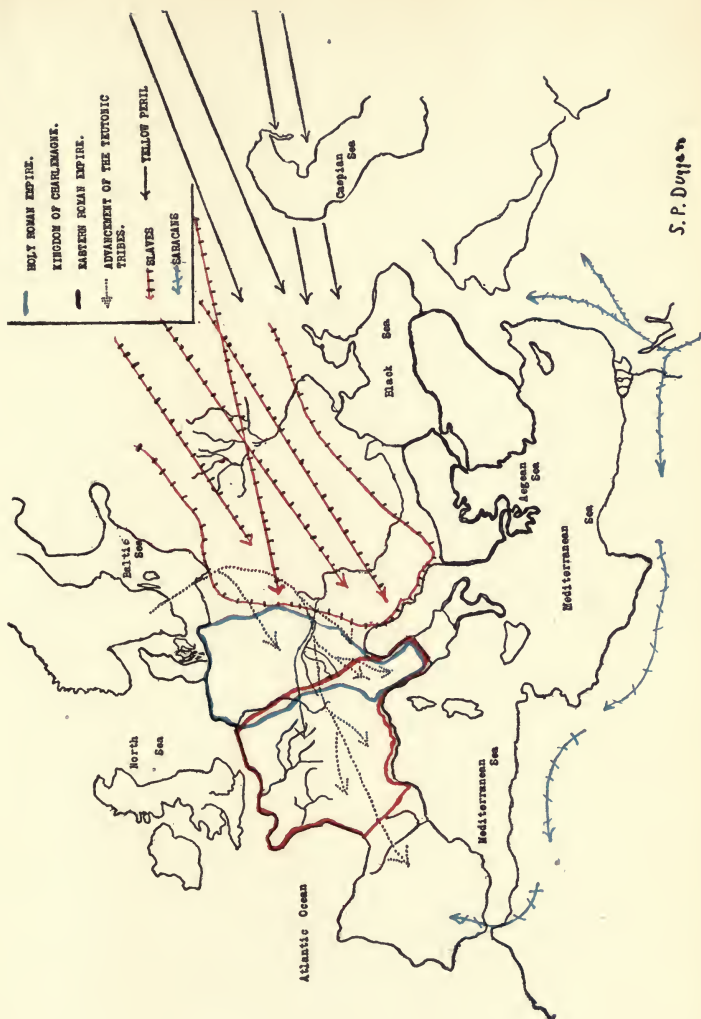 HOLY ROMAN EMPIRE.
KINGDOM OF CHARLEMAGNE.
EASTERN ROMAN EMPIRE.
ADVANCEMENT OF THE TEUTONIC
TRIBES.
SLAVES
YELLOW PERIL
SARACANS
North
Sea
Baltic
Sea
Caspian
Sea
Black Sea
Aegean
Sea
Atlantic Ocean
Mediterranean
Sea
Mediterranean
Sea
S. P. Duggan